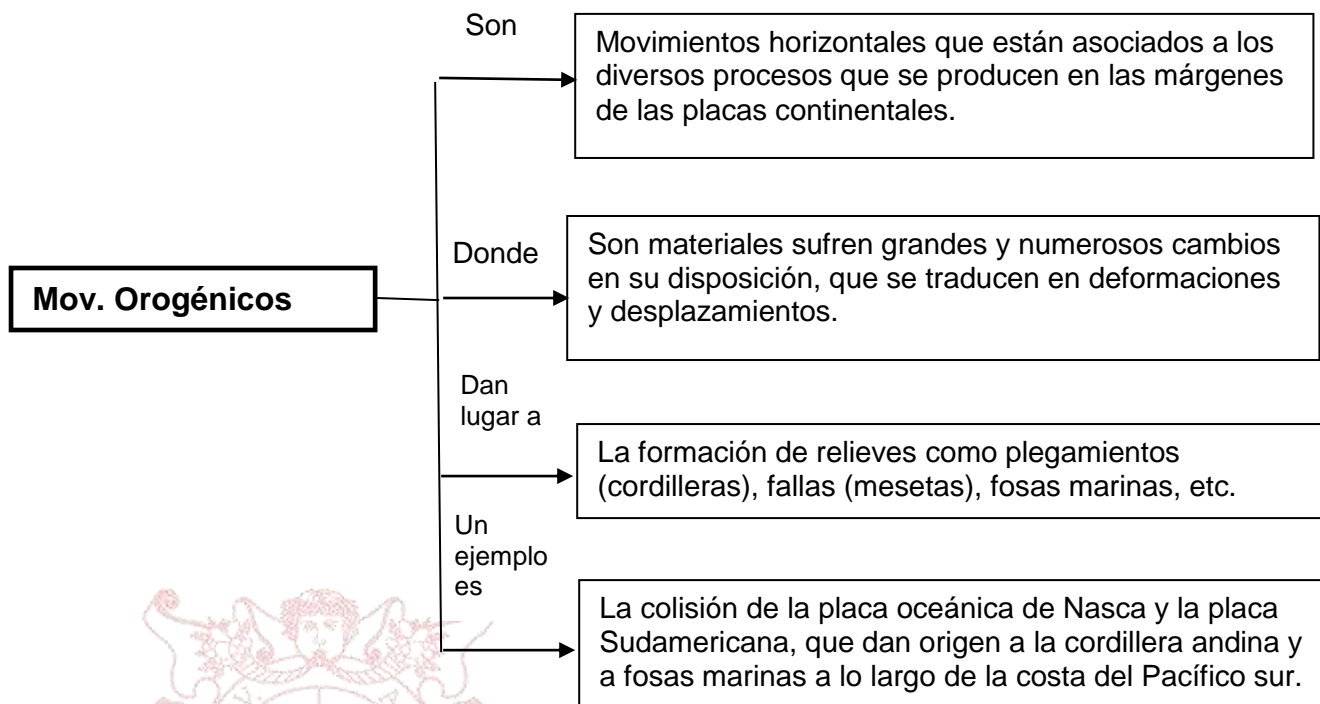 Son
Movimientos horizontales que están asociados a los
diversos procesos que se producen en las márgenes
de las placas continentales.
Donde
Son materiales sufren grandes y numerosos cambios
en su disposición, que se traducen en deformaciones
y desplazamientos.
Mov. Orogénicos
Dan
lugar a
La formación de relieves como plegamientos
(cordilleras), fallas (mesetas), fosas marinas, etc.
Un
ejemplo
es
La colisión de la placa oceánica de Nasca y la placa
Sudamericana, que dan origen a la cordillera andina y
a fosas marinas a lo largo de la costa del Pacífico sur.